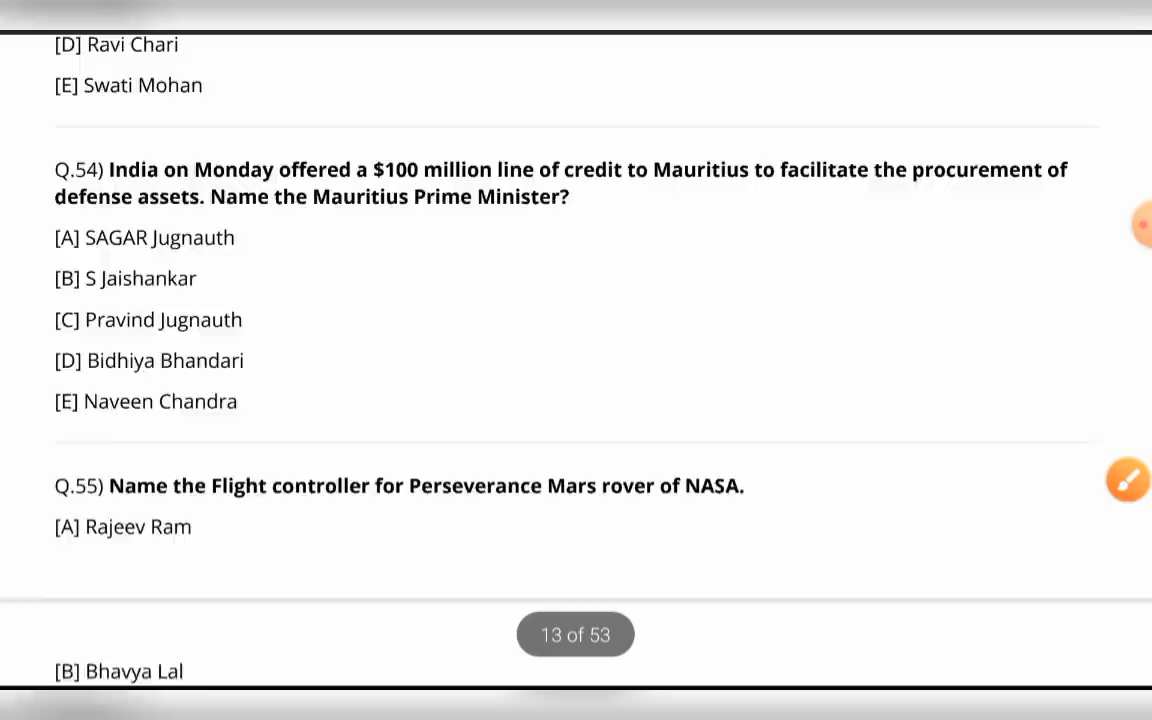 [D] Ravi Chari
[E] Swati Mohan
Q.54) India on Monday offered a $100 million line of credit to Mauritius to facilitate the procurement of
defense assets. Name the Mauritius Prime Minister?
[A] SAGAR Jugnauth
[B] S Jaishankar
[C] Pravind Jugnauth
[D] Bidhiya Bhandari
[E] Naveen Chandra
Q.55) Name the Flight controller for Perseverance Mars rover of NASA.
[A] Rajeev Ram
13 of 53
[B] Bhavya Lal